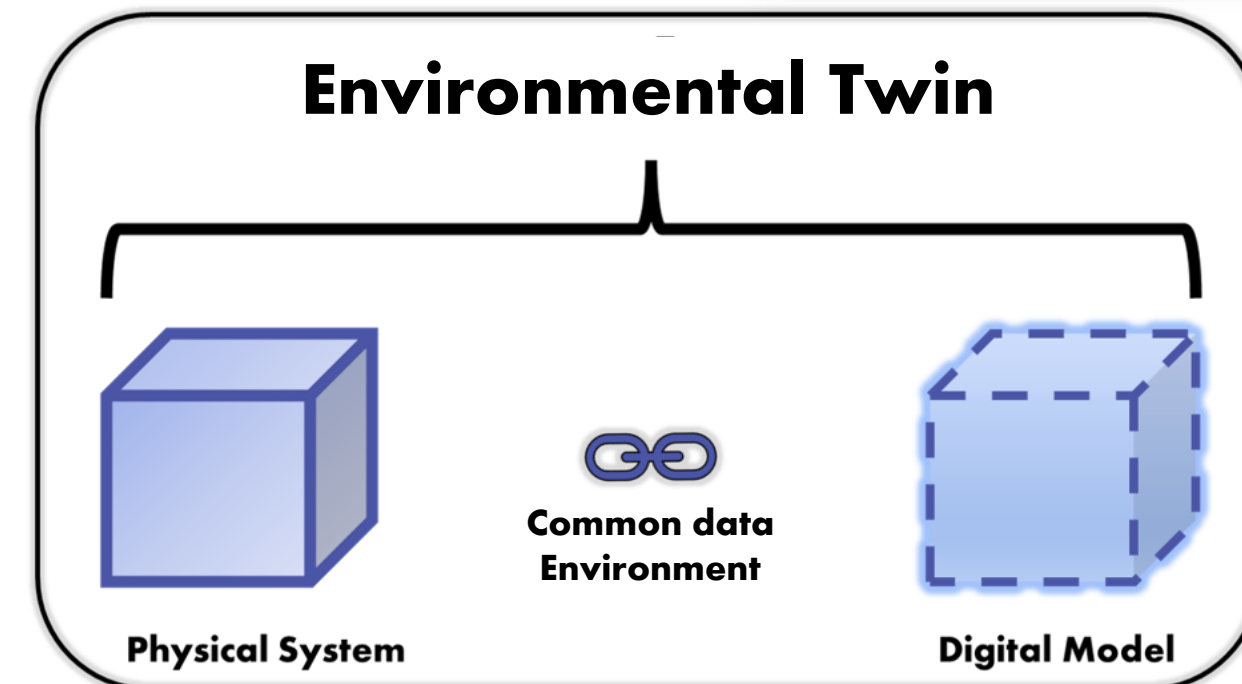 Environmental Twin
Common data
Environment
Physical System
Digital Model